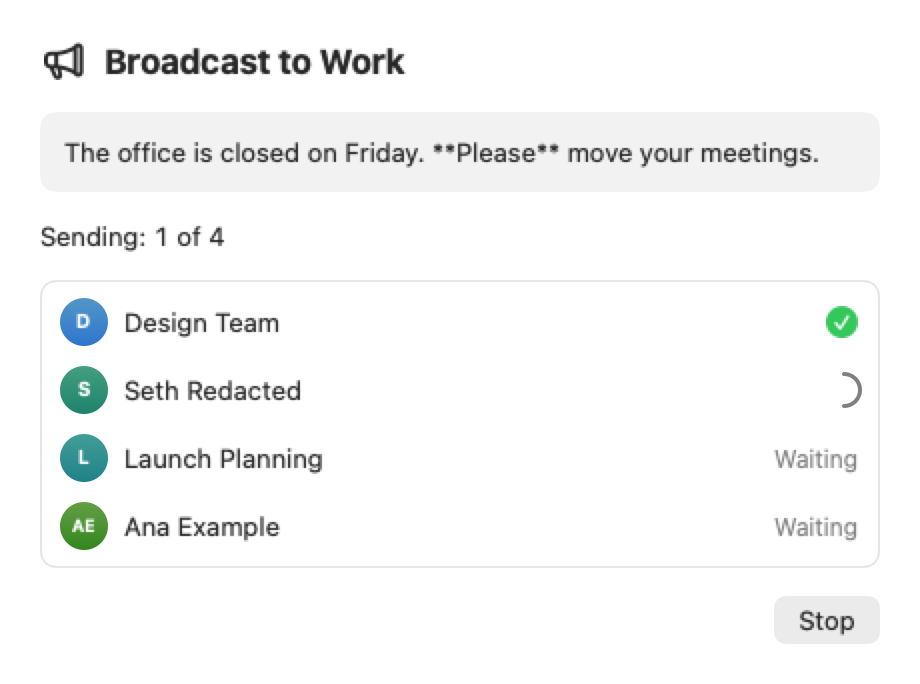 Broadcast to Work
The office is closed on Friday. **Please** move your meetings.
Sending: 1 of 4
D Design Team
S Seth Redacted
L Launch Planning Waiting
AE Ana Example Waiting
Stop